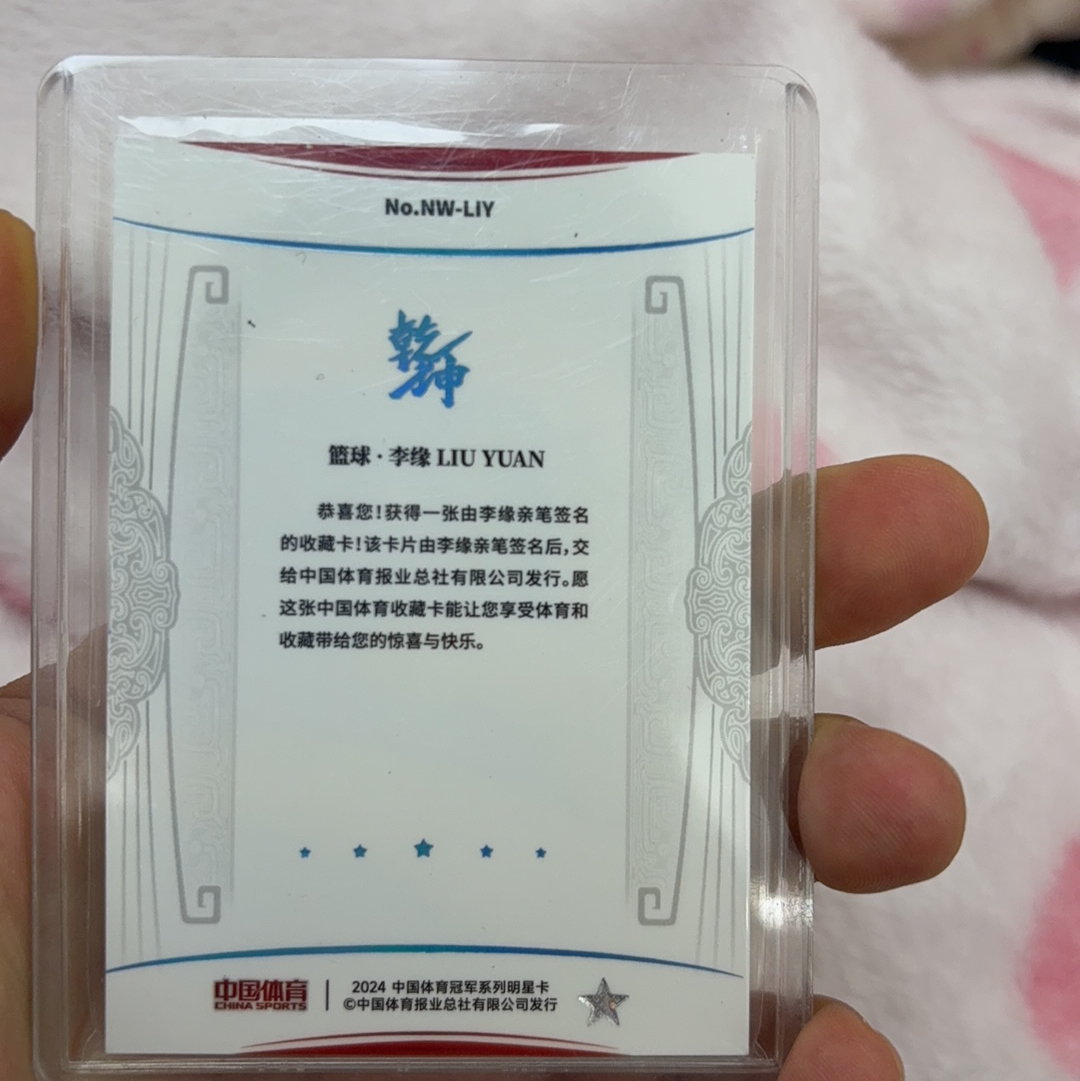 No.NW-LIY
乾坤
篮球·李缘 LIU YUAN
恭喜您！获得一张由李缘亲笔签名
的收藏卡！该卡片由李缘亲笔签名后，交
给中国体育报业总社有限公司发行。愿
这张中国体育收藏卡能让您享受体育和
收藏带给您的惊喜与快乐。
中国体育
CHINA SPORTS
2024 中国体育冠军系列明星卡
©中国体育报业总社有限公司发行